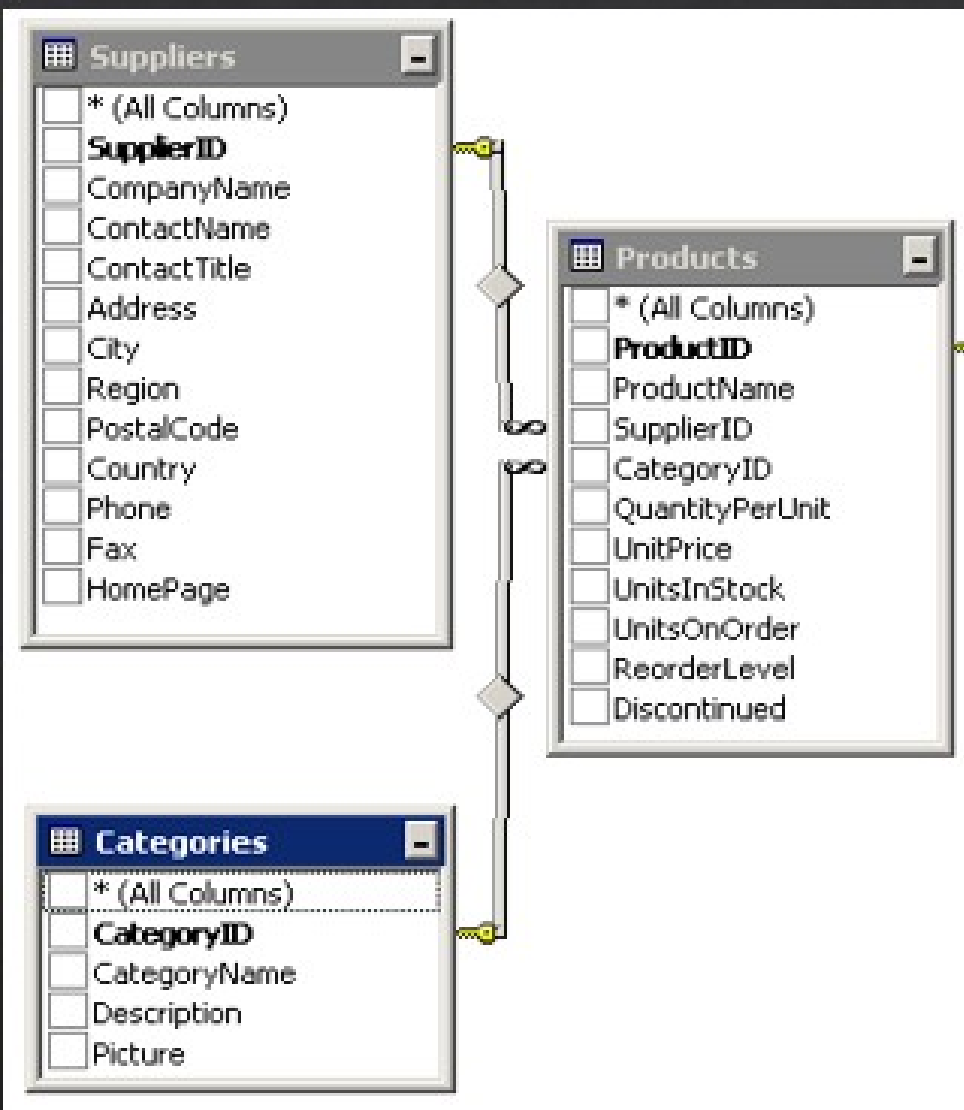 Suppliers
* (All Columns)
SupplierID
CompanyName
ContactName
ContactTitle
Address
City
Region
PostalCode
Country
Phone
Fax
HomePage
Products
* (All Columns)
ProductID
ProductName
SupplierID
CategoryID
QuantityPerUnit
UnitPrice
UnitsInStock
UnitsOnOrder
ReorderLevel
Discontinued
Categories
* (All Columns)
CategoryID
CategoryName
Description
Picture